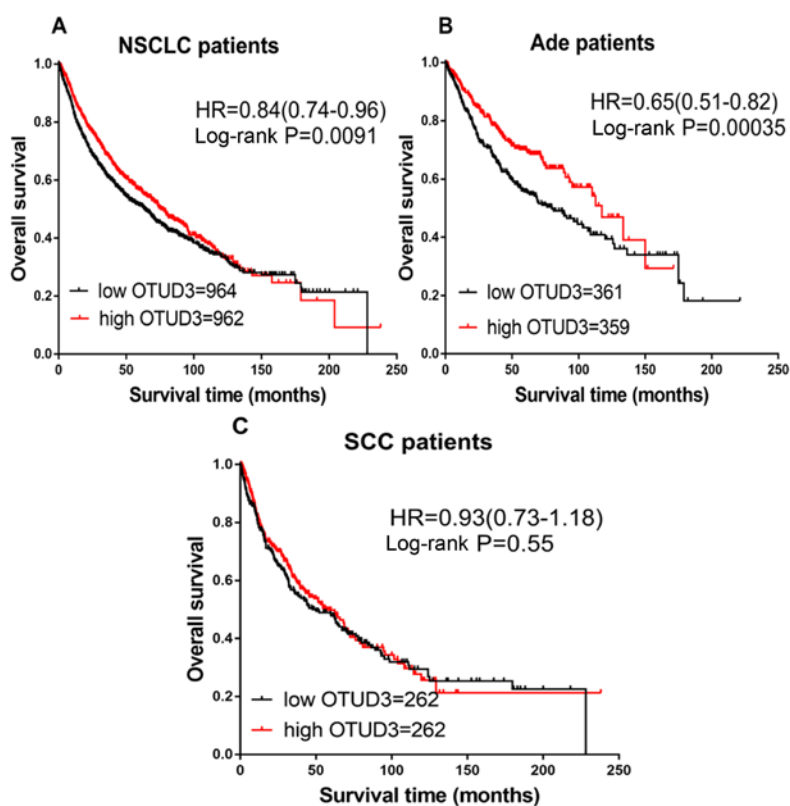 A
NSCLC patients
HR=0.84(0.74-0.96)
Log-rank P=0.0091
Overall survival
1.0
0.8
0.6
0.4
0.2
0.0
low OTUD3=964
high OTUD3=962
0 50 100 150 200 250
Survival time (months)
B
Ade patients
HR=0.65(0.51-0.82)
Log-rank P=0.00035
Overall survival
1.0
0.8
0.6
0.4
0.2
0.0
low OTUD3=361
high OTUD3=359
0 50 100 150 200 250
Survival time (months)
C
SCC patients
HR=0.93(0.73-1.18)
Log-rank P=0.55
Overall survival
1.0
0.8
0.6
0.4
0.2
0.0
low OTUD3=262
high OTUD3=262
0 50 100 150 200 250
Survival time (months)